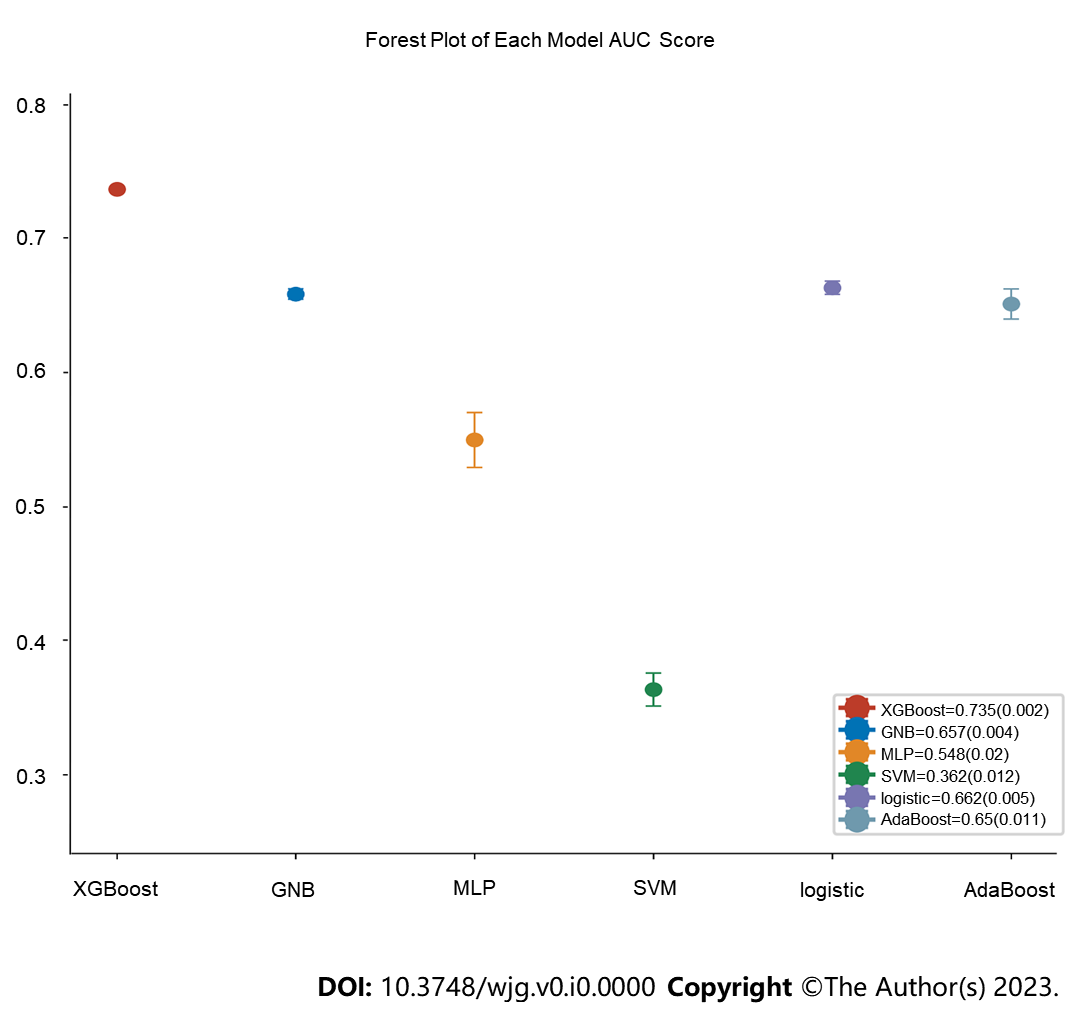 Forest Plot of Each Model AUC Score
0.8
0.7
0.6
0.5
0.4
0.3
XGBoost=0.735(0.002)
GNB=0.657(0.004)
MLP=0.548(0.02)
SVM=0.362(0.012)
logistic=0.662(0.005)
AdaBoost=0.65(0.011)
XGBoost GNB MLP SVM logistic AdaBoost
DOI: 10.3748/wjg.v0.i0.0000 Copyright ©The Author(s) 2023.